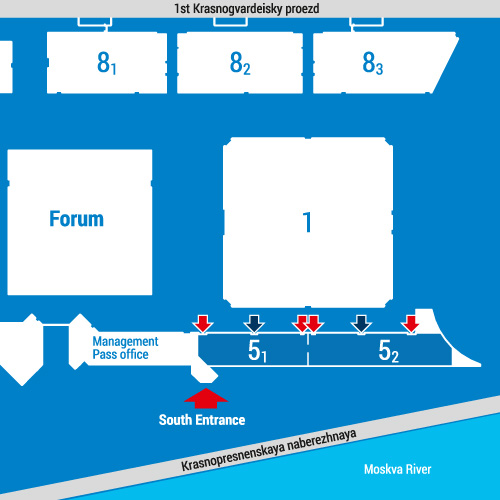 1st Krasnogvardeisky proezd
8₁ 8₂ 8₃
Forum
1
Management
Pass office
5₁ 5₂
South Entrance
Krasnopresnenskaya naberezhnaya
Moskva River